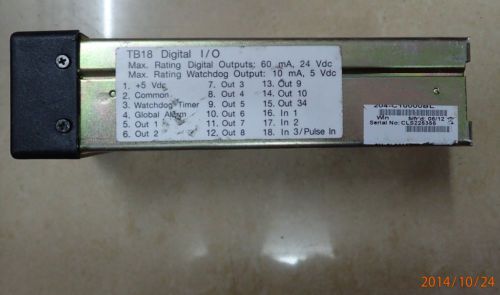 TB18 Digital I/O
Max. Rating Digital Outputs; 60 mA, 24 Vdc
Max. Rating Watchdog Output: 10 mA, 5 Vdc
1. +5 Vdc 7. Out 3 13. Out 9
2. Common 8. Out 4 14. Out 10
3. Watchdog Timer 9. Out 5 15. Out 34
4. Global Alarm 10. Out 6 16. In 1
5. Out 1 11. Out 7 17. In 2
6. Out 2 12. Out 8 18. In 3/Pulse In
Serial No: CLS225386
2014/10/24